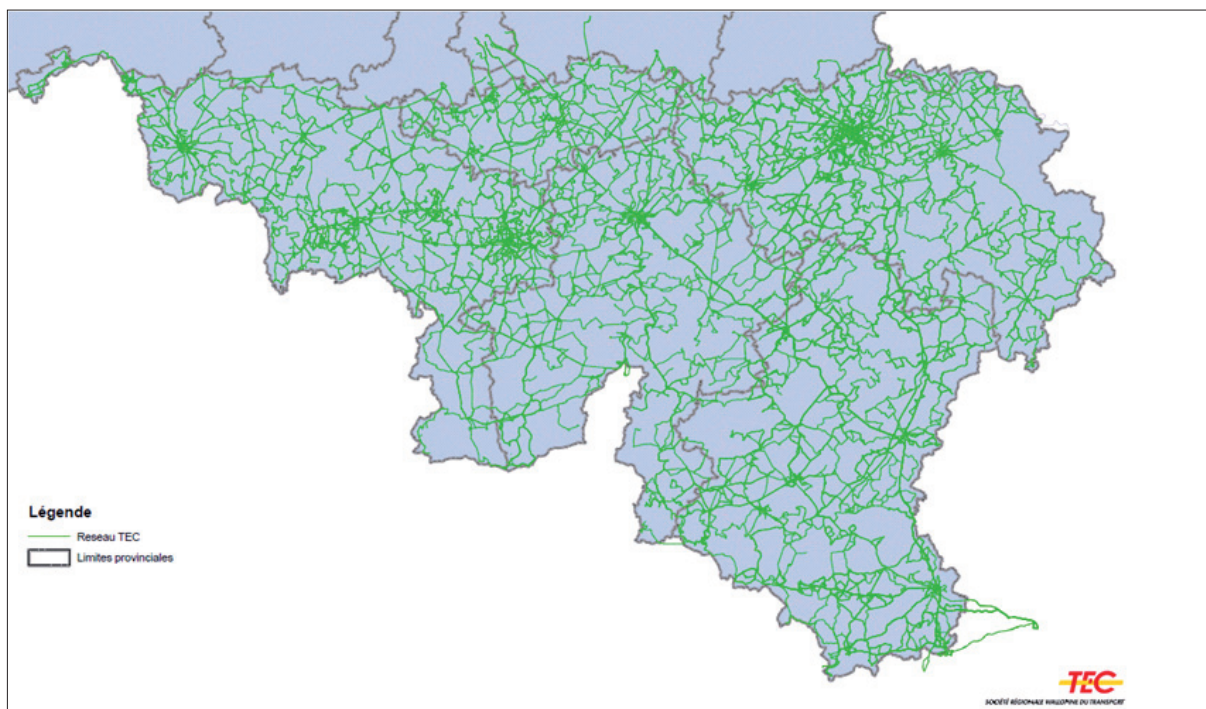 Légende
Reseau TEC
Limites provinciales
TEC
SOCIÉTÉ RÉGIONALE WALLONNE DU TRANSPORT